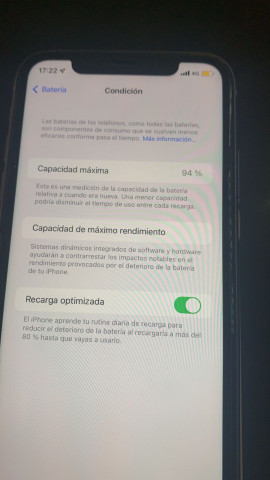 17:22
4G
Batería
Condición
Las baterías de los teléfonos, como todas las baterías,
son componentes de consumo que se vuelven menos
eficaces conforme pasa el tiempo. Más información...
Capacidad máxima 94 %
Esta es una medición de la capacidad de la batería
relativa a cuando era nueva. Una menor capacidad
podría disminuir el tiempo de uso entre cada recarga.
Capacidad de máximo rendimiento
Sistemas dinámicos integrados de software y hardware
ayudarán a contrarrestar los impactos notables en el
rendimiento provocados por el deterioro de la batería
de tu iPhone.
Recarga optimizada
El iPhone aprende tu rutina diaria de recarga para
reducir el deterioro de la batería al recargarla a más del
80 % hasta que vayas a usarlo.